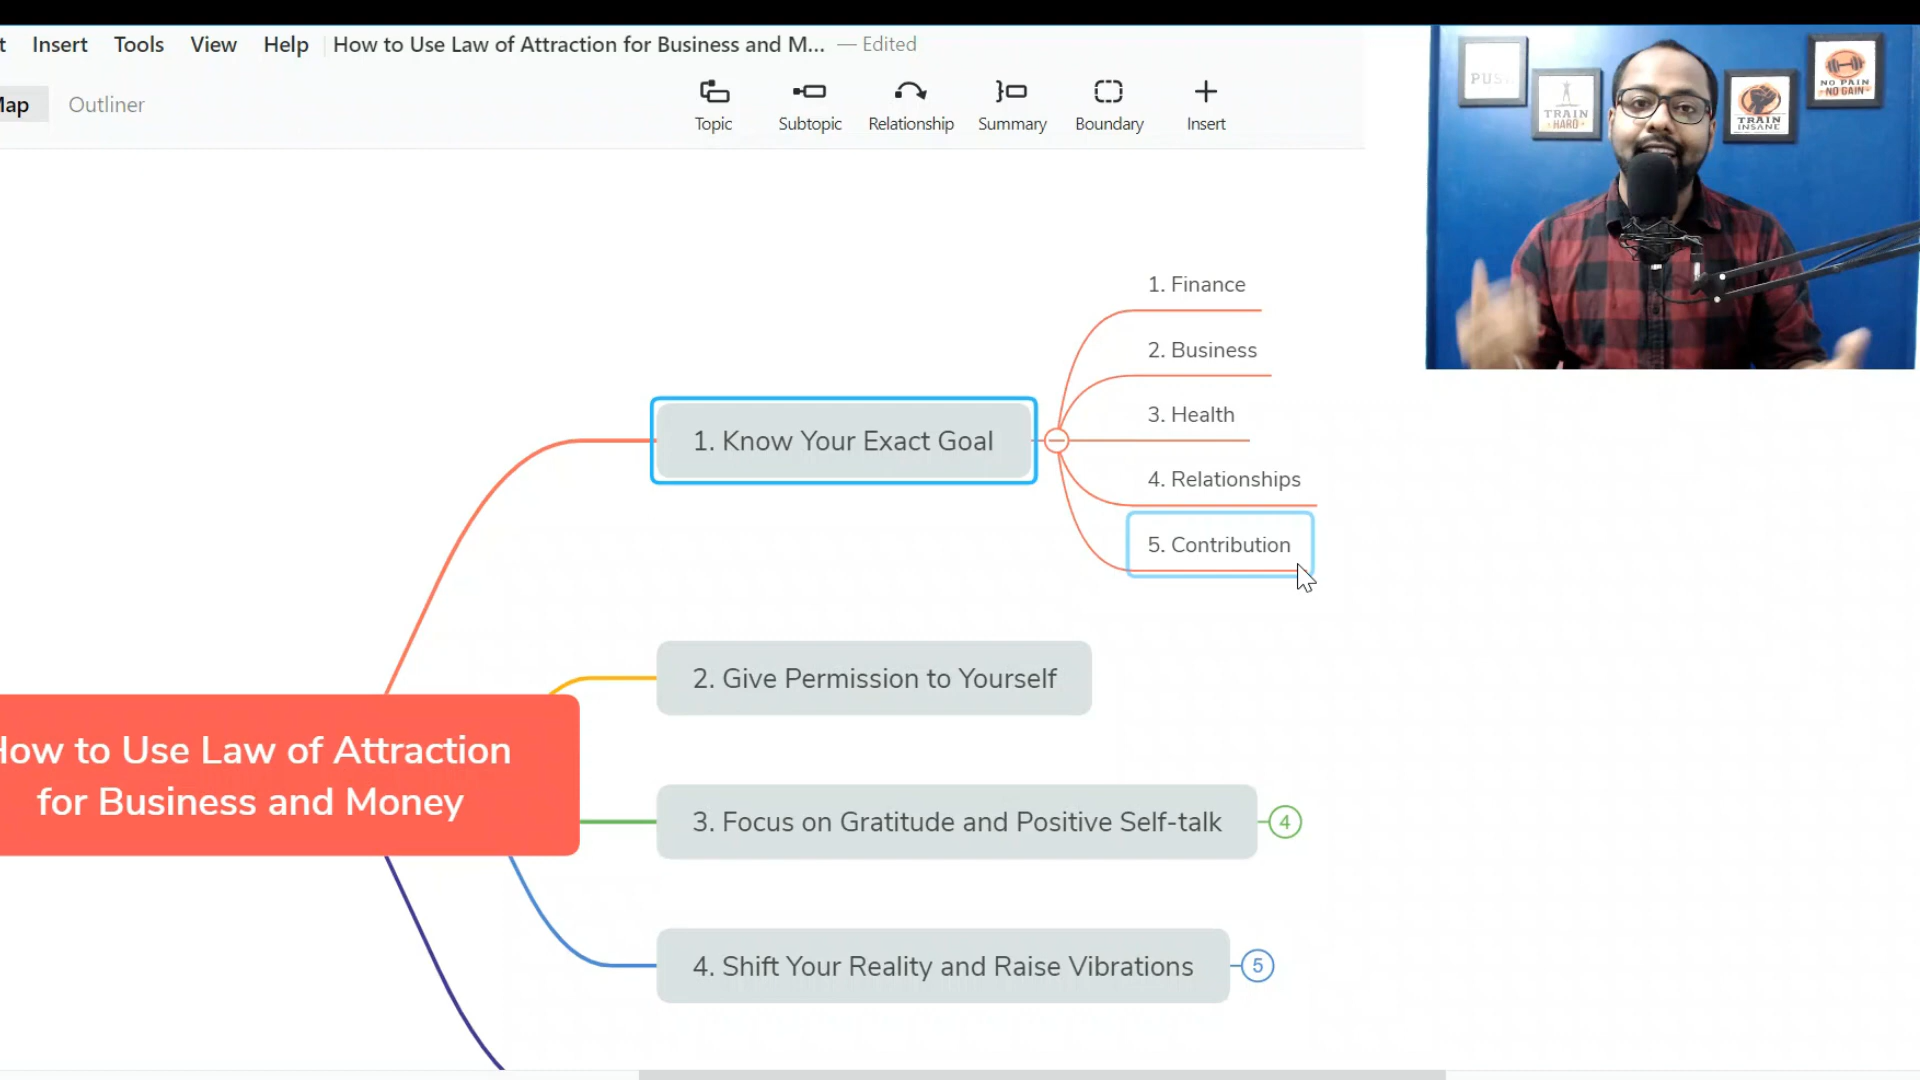 t Insert Tools View Help How to Use Law of Attraction for Business and M... — Edited
Map Outliner
Topic Subtopic Relationship Summary Boundary Insert
PUSH
TRAIN
HARD
TRAIN
INSANE
NO PAIN
NO GAIN
1. Finance
2. Business
3. Health
4. Relationships
5. Contribution
1. Know Your Exact Goal
2. Give Permission to Yourself
3. Focus on Gratitude and Positive Self-talk
4
4. Shift Your Reality and Raise Vibrations
5
How to Use Law of Attraction
for Business and Money